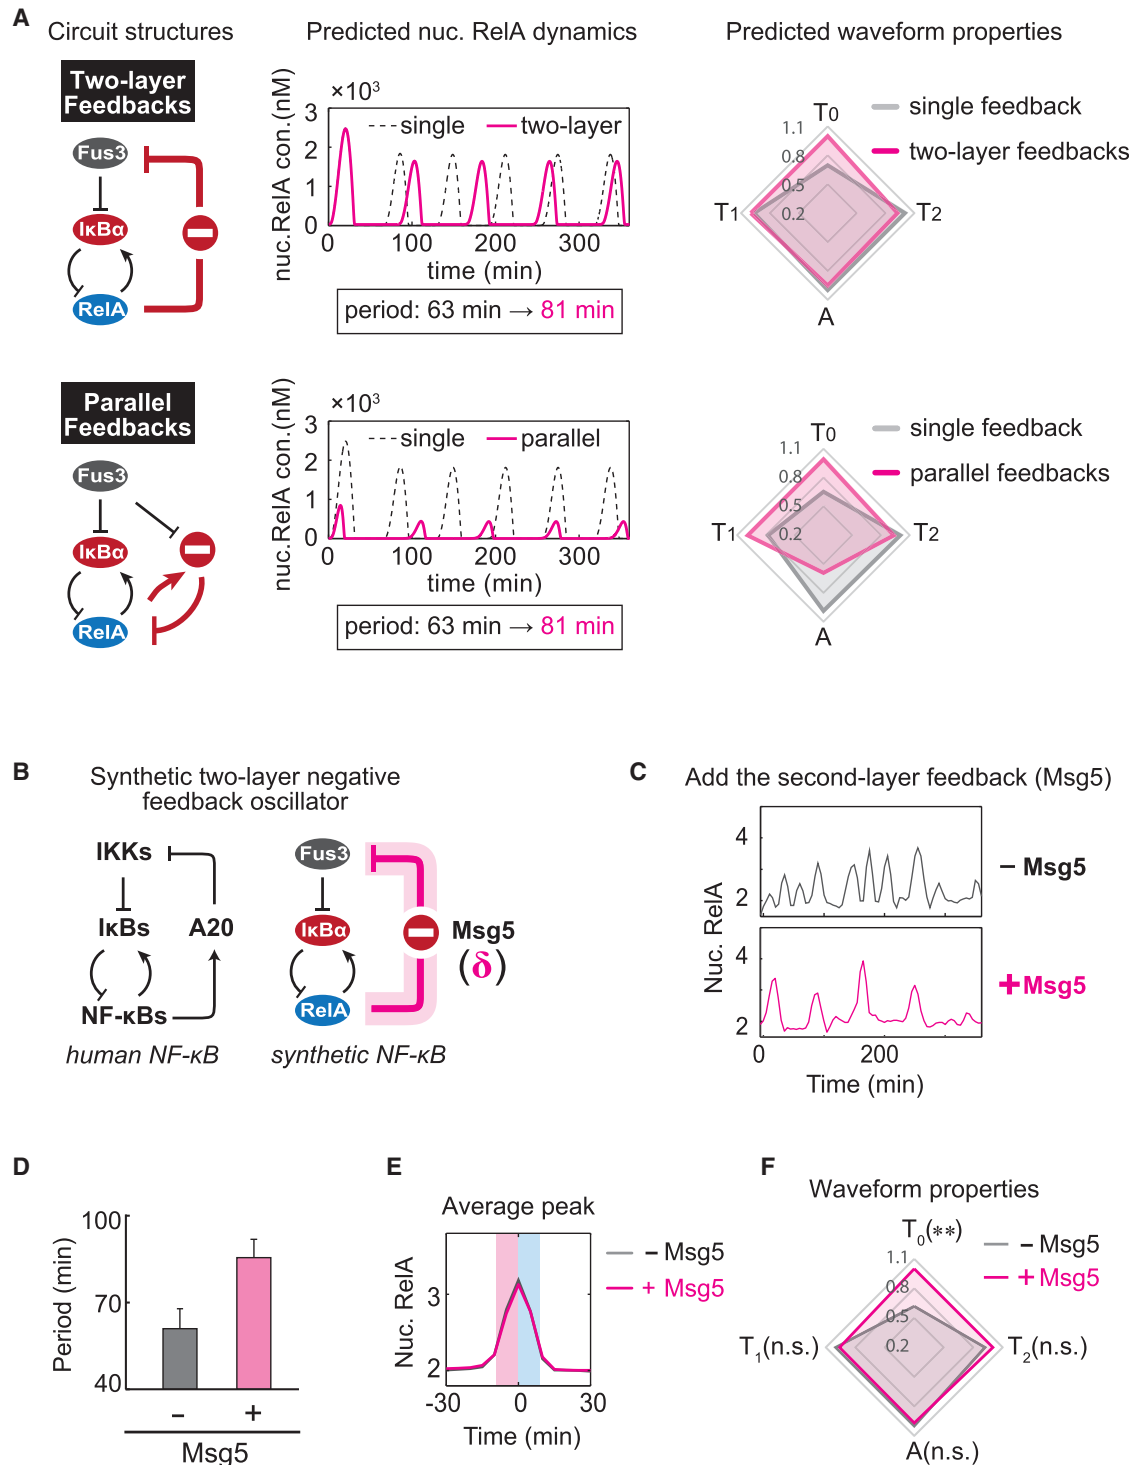 A
Circuit structures
Predicted nuc. RelA dynamics
Predicted waveform properties
Two-layer
Feedbacks
Fus3
IκBα
RelA
×10³
single
two-layer
3
2
1
0
nuc.RelA con.(nM)
0
100
200
300
time (min)
period: 63 min → 81 min
single feedback
two-layer feedbacks
T0
1.1
0.8
0.5
0.2
T1
T2
A
Parallel
Feedbacks
Fus3
IκBα
RelA
×10³
single
parallel
3
2
1
0
nuc.RelA con.(nM)
0
100
200
300
time (min)
period: 63 min → 81 min
single feedback
parallel feedbacks
T0
1.1
0.8
0.5
0.2
T1
T2
A
B
Synthetic two-layer negative
feedback oscillator
IKKs
IκBs
A20
NF-κBs
human NF-κB
Fus3
IκBα
RelA
Msg5
(δ)
synthetic NF-κB
C
Add the second-layer feedback (Msg5)
4
2
− Msg5
Nuc. RelA
4
2
+ Msg5
0
200
Time (min)
D
Period (min)
100
70
40
−
+
Msg5
E
Average peak
− Msg5
+ Msg5
Nuc. RelA
3
2
-30
0
30
Time (min)
F
Waveform properties
T0(**)
− Msg5
+ Msg5
1.1
0.8
0.5
0.2
T1(n.s.)
T2(n.s.)
A(n.s.)